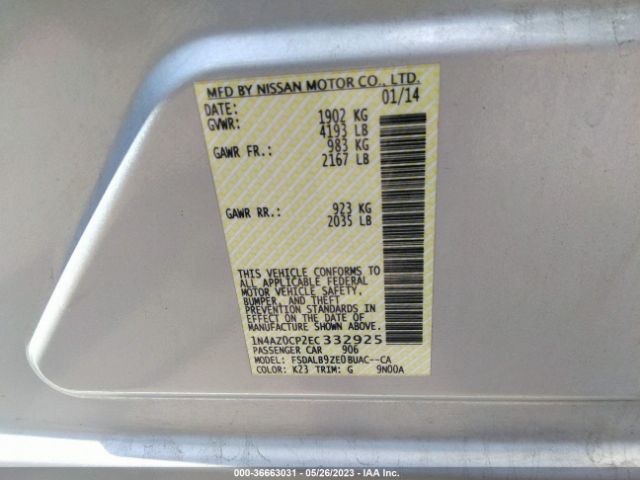 MFD BY NISSAN MOTOR CO., LTD.
DATE: 01/14
GVWR: 1902 KG
4193 LB
GAWR FR.: 983 KG
2167 LB
GAWR RR.: 923 KG
2035 LB
THIS VEHICLE CONFORMS TO
ALL APPLICABLE FEDERAL
MOTOR VEHICLE SAFETY,
BUMPER, AND THEFT
PREVENTION STANDARDS IN
EFFECT ON THE DATE OF
MANUFACTURE SHOWN ABOVE.
1N4AZ0CP2EC 332925
PASSENGER CAR 906
MODEL: FSDALB9ZE0BUAC--CA
COLOR: K23 TRIM: G 9N00A
000-36663031 - 05/26/2023 - IAA Inc.